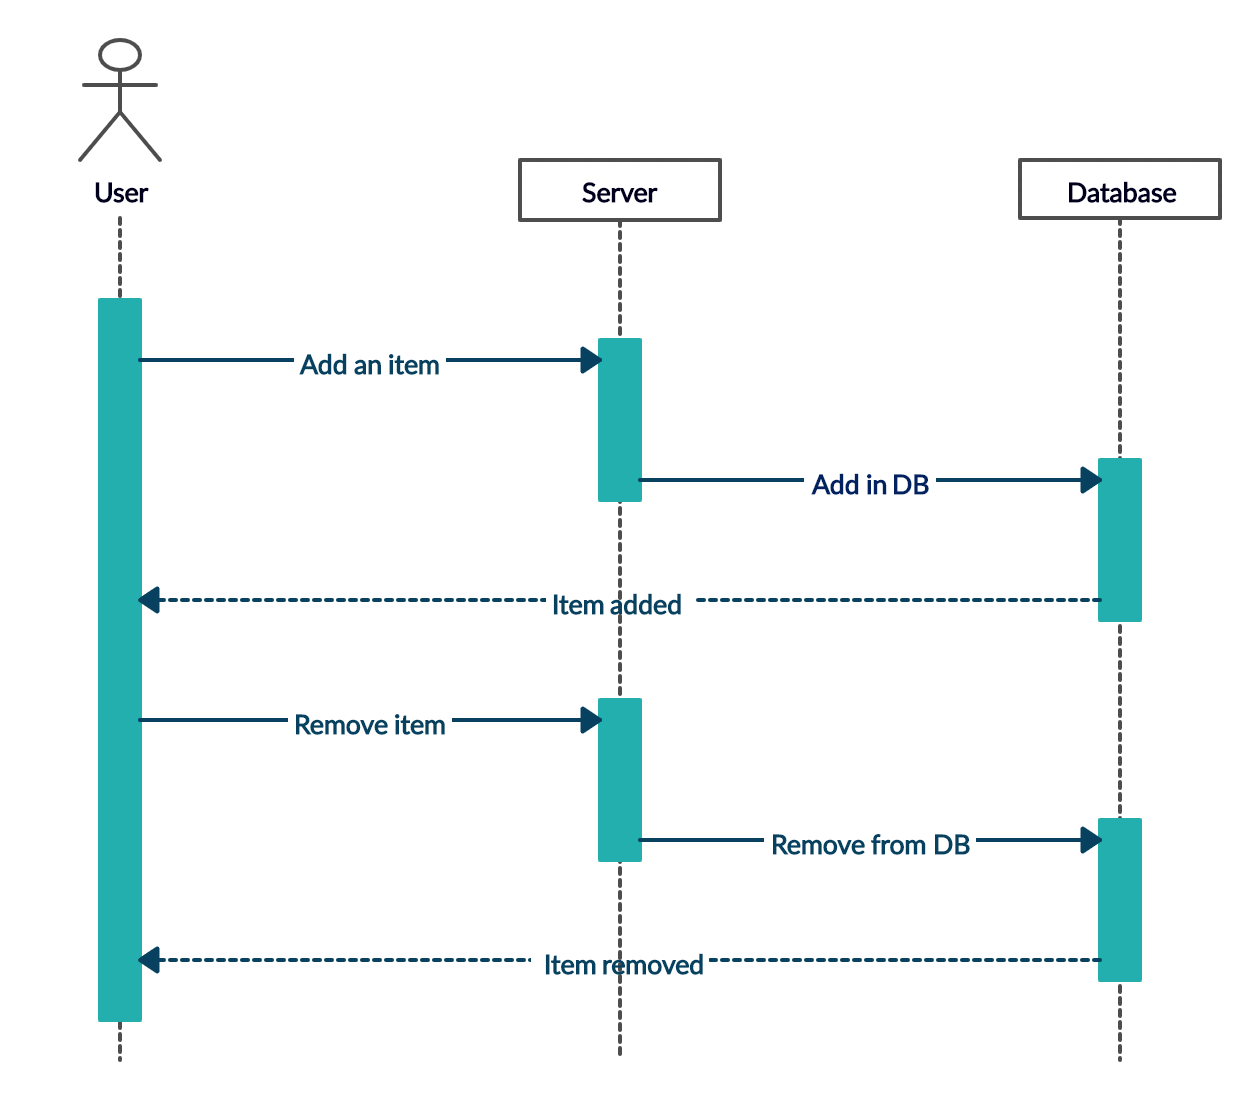 User
Server
Database
Add an item
Add in DB
Item added
Remove item
Remove from DB
Item removed